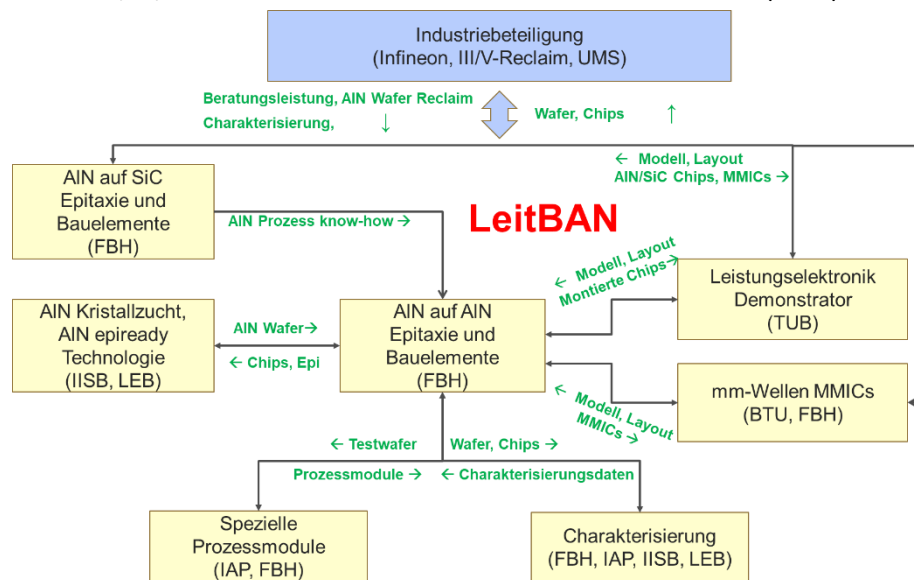 Industriebeteiligung
(Infineon, III/V-Reclaim, UMS)
Beratungsleistung, AlN Wafer Reclaim
Charakterisierung, ↓
Wafer, Chips ↑
← Modell, Layout
AlN/SiC Chips, MMICs →
AlN auf SiC
Epitaxie und
Bauelemente
(FBH)
AlN Prozess know-how →
LeitBAN
← Modell, Layout
Montierte Chips→
Leistungselektronik
Demonstrator
(TUB)
AlN Kristallzucht,
AlN epiready
Technologie
(IISB, LEB)
AlN Wafer→
← Chips, Epi
AlN auf AlN
Epitaxie und
Bauelemente
(FBH)
mm-Wellen MMICs
(BTU, FBH)
← Modell, Layout
MMICs →
← Testwafer
Wafer, Chips →
Prozessmodule →
← Charakterisierungsdaten
Spezielle
Prozessmodule
(IAP, FBH)
Charakterisierung
(FBH, IAP, IISB, LEB)